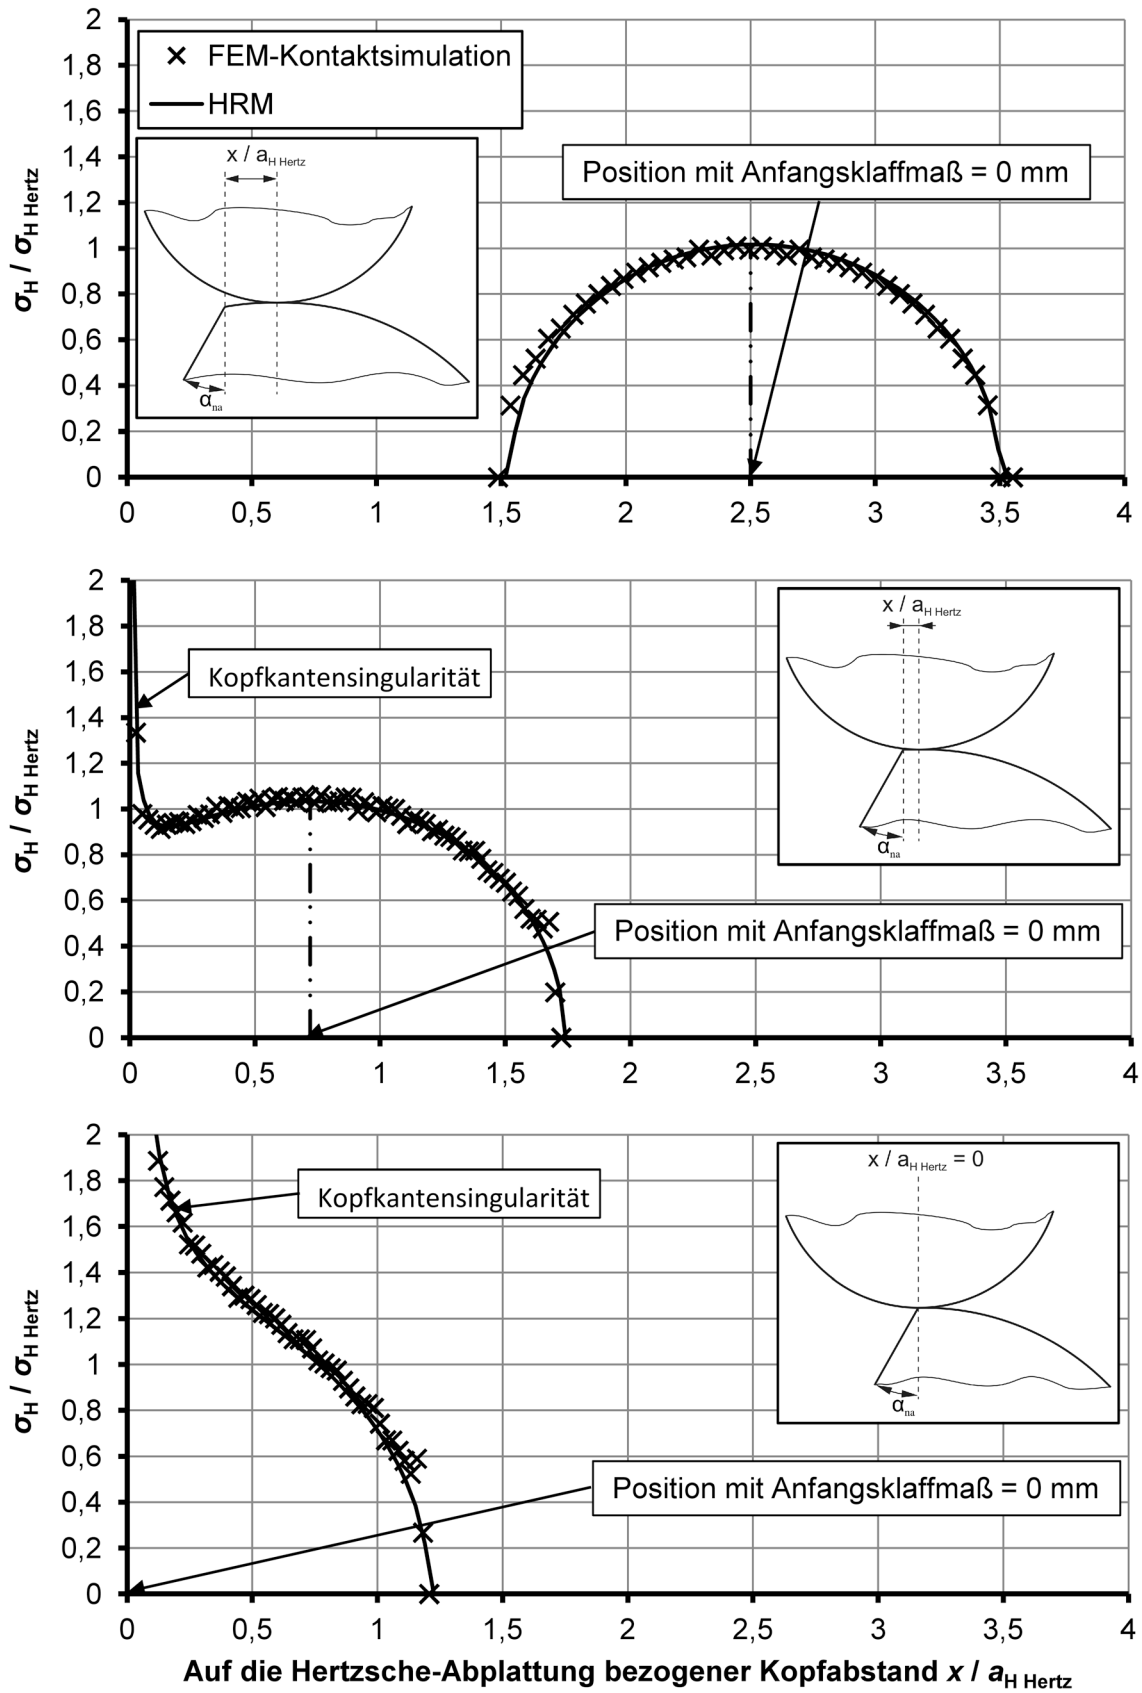 2
1,8
1,6
1,4
1,2
1
0,8
0,6
0,4
0,2
0
σH / σH Hertz
FEM-Kontaktsimulation
HRM
x / aH Hertz
αna
Position mit Anfangsklaffmaß = 0 mm
0 0,5 1 1,5 2 2,5 3 3,5 4
2
1,8
1,6
1,4
1,2
1
0,8
0,6
0,4
0,2
0
σH / σH Hertz
Kopfkantensingularität
x / aH Hertz
αna
Position mit Anfangsklaffmaß = 0 mm
0 0,5 1 1,5 2 2,5 3 3,5 4
2
1,8
1,6
1,4
1,2
1
0,8
0,6
0,4
0,2
0
σH / σH Hertz
Kopfkantensingularität
x / aH Hertz = 0
αna
Position mit Anfangsklaffmaß = 0 mm
0 0,5 1 1,5 2 2,5 3 3,5 4
Auf die Hertzsche-Abplattung bezogener Kopfabstand x / aH Hertz